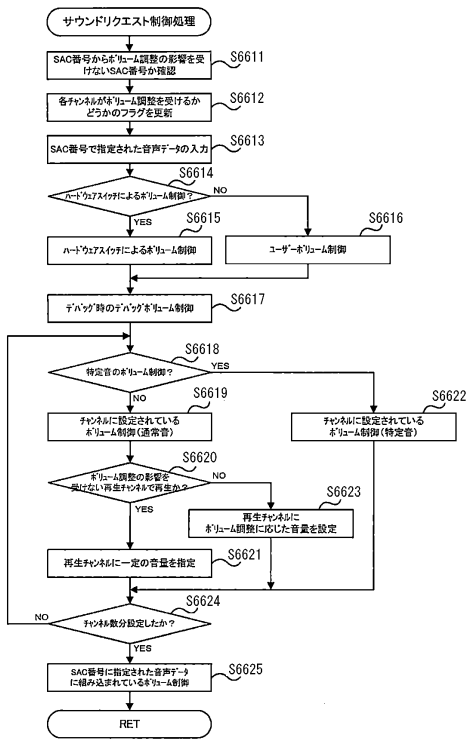 サウンドリクエスト制御処理
SAC番号からボリューム調整の影響を
受けないSAC番号か確認
S6611
各チャンネルがボリューム調整を受けるか
どうかのフラグを更新
S6612
SAC番号で指定された音声データの入力
S6613
ハードウェアスイッチによるボリューム制御?
S6614
NO
YES
ハードウェアスイッチによるボリューム制御
S6615
ユーザーボリューム制御
S6616
デバッグ時のデバッグボリューム制御
S6617
特定音のボリューム制御?
S6618
YES
NO
チャンネルに設定されている
ボリューム制御(通常音)
S6619
チャンネルに設定されている
ボリューム制御(特定音)
S6622
ボリューム調整の影響を
受けない再生チャンネルで再生か?
S6620
NO
YES
再生チャンネルに
ボリューム調整に応じた音量を設定
S6623
再生チャンネルに一定の音量を指定
S6621
チャンネル数分設定したか?
S6624
NO
YES
SAC番号に指定された音声データ
に組み込まれているボリューム制御
S6625
RET